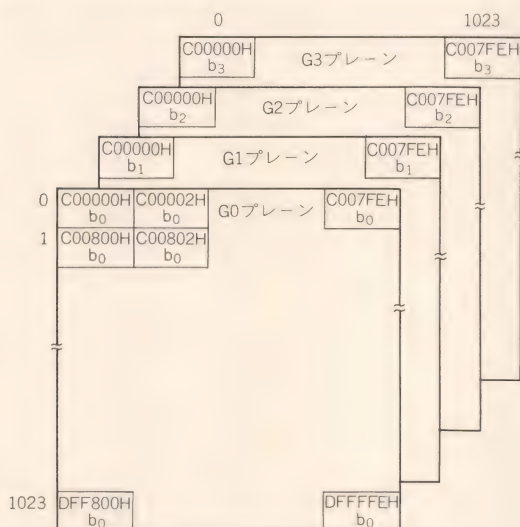 0 1023
C00000H G3プレーン C007FEH
b₃ b₃
C00000H G2プレーン C007FEH
b₂ b₂
C00000H G1プレーン C007FEH
b₁ b₁
0 C00000H C00002H G0プレーン C007FEH
b₀ b₀ b₀
1 C00800H C00802H
b₀ b₀
1023 DFF800H DFFFFEH
b₀ b₀